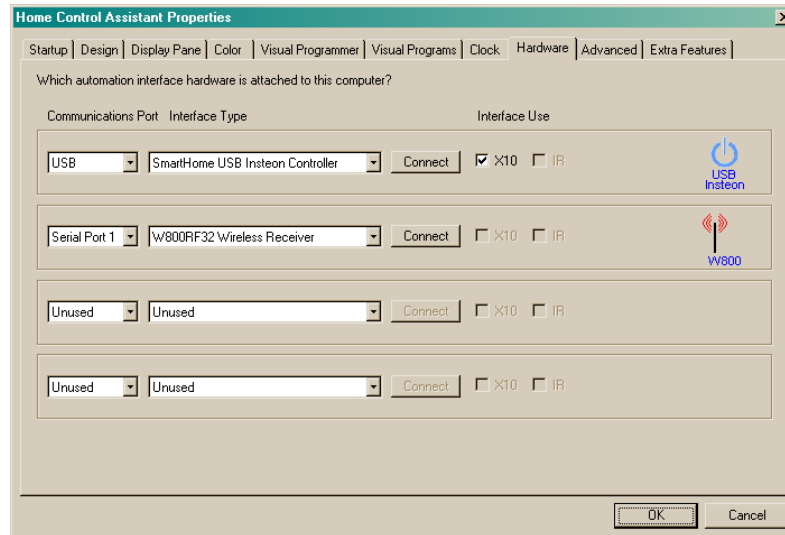 Home Control Assistant Properties
Startup Design Display Pane Color Visual Programmer Visual Programs Clock Hardware Advanced Extra Features
Which automation interface hardware is attached to this computer?
Communications Port Interface Type Interface Use
USB SmartHome USB Insteon Controller Connect X10 IR
USB
Insteon
Serial Port 1 W800RF32 Wireless Receiver Connect X10 IR
W800
Unused Unused Connect X10 IR
Unused Unused Connect X10 IR
OK Cancel